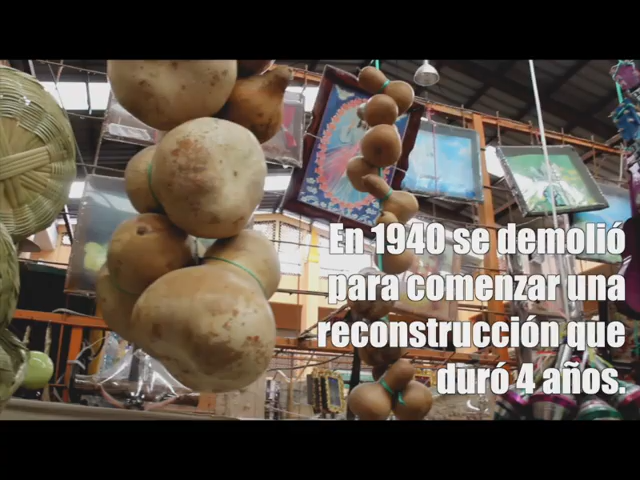 En 1940 se demolió
para comenzar una
reconstrucción que
duró 4 años.